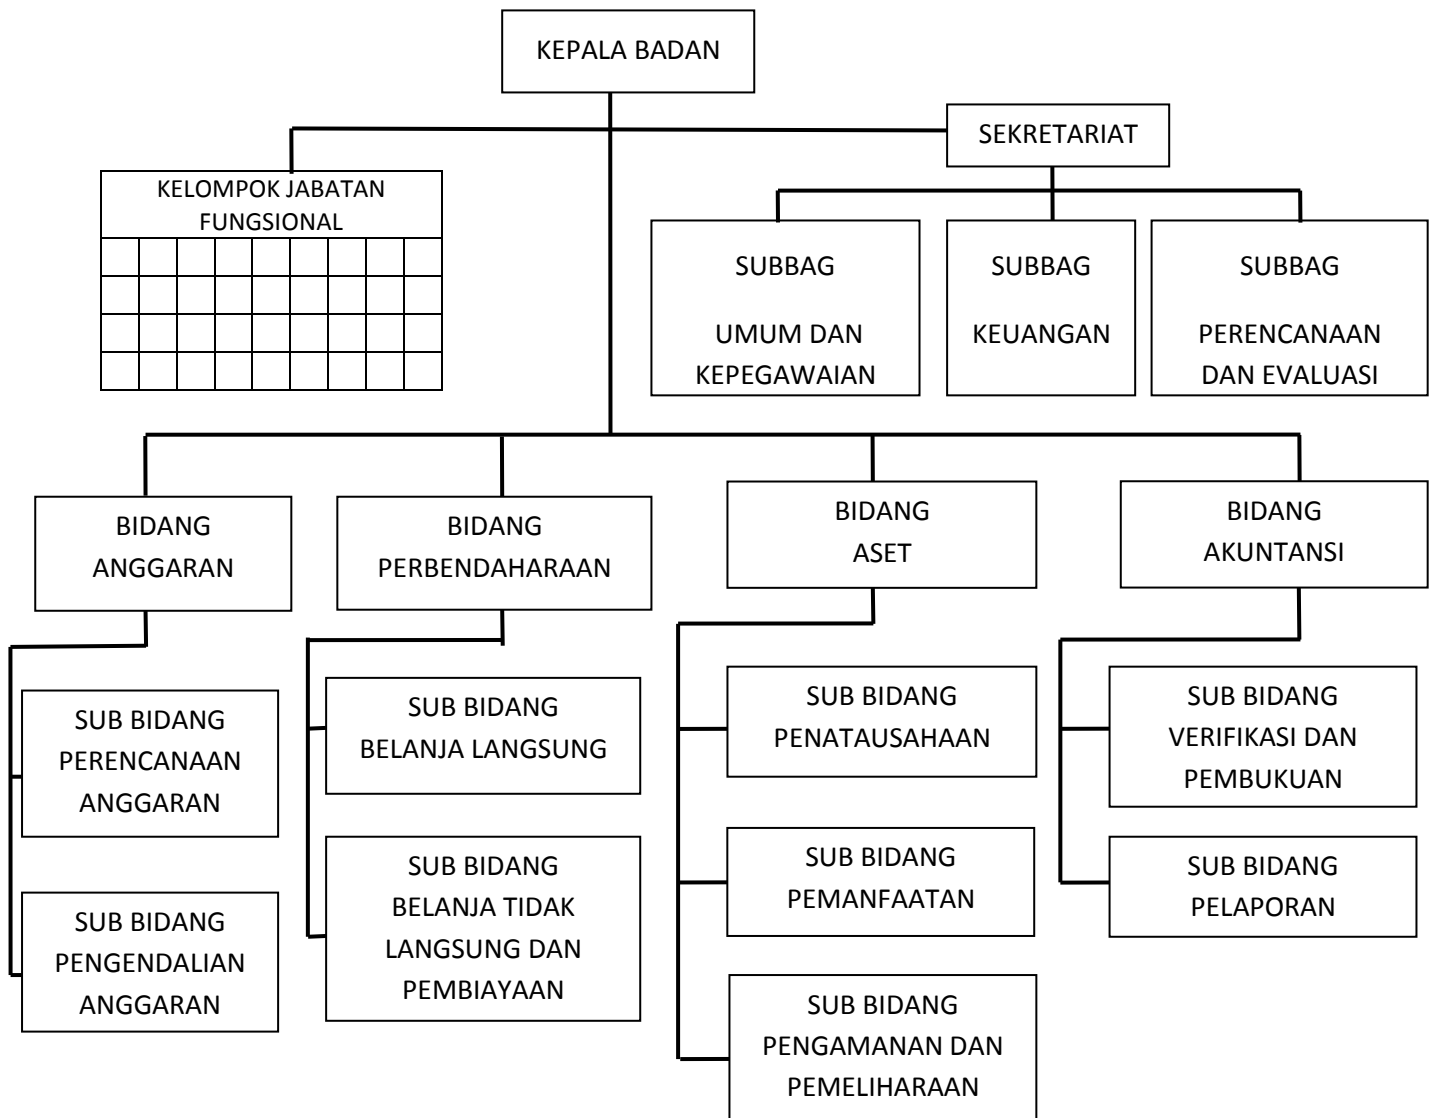 KEPALA BADAN
SEKRETARIAT
KELOMPOK JABATAN
FUNGSIONAL
SUBBAG
UMUM DAN
KEPEGAWAIAN
SUBBAG
KEUANGAN
SUBBAG
PERENCANAAN
DAN EVALUASI
BIDANG
ANGGARAN
BIDANG
PERBENDAHARAAN
BIDANG
ASET
BIDANG
AKUNTANSI
SUB BIDANG
PERENCANAAN
ANGGARAN
SUB BIDANG
BELANJA LANGSUNG
SUB BIDANG
PENATAUSAHAAN
SUB BIDANG
VERIFIKASI DAN
PEMBUKUAN
SUB BIDANG
PENGENDALIAN
ANGGARAN
SUB BIDANG
BELANJA TIDAK
LANGSUNG DAN
PEMBIAYAAN
SUB BIDANG
PEMANFAATAN
SUB BIDANG
PELAPORAN
SUB BIDANG
PENGAMANAN DAN
PEMELIHARAAN